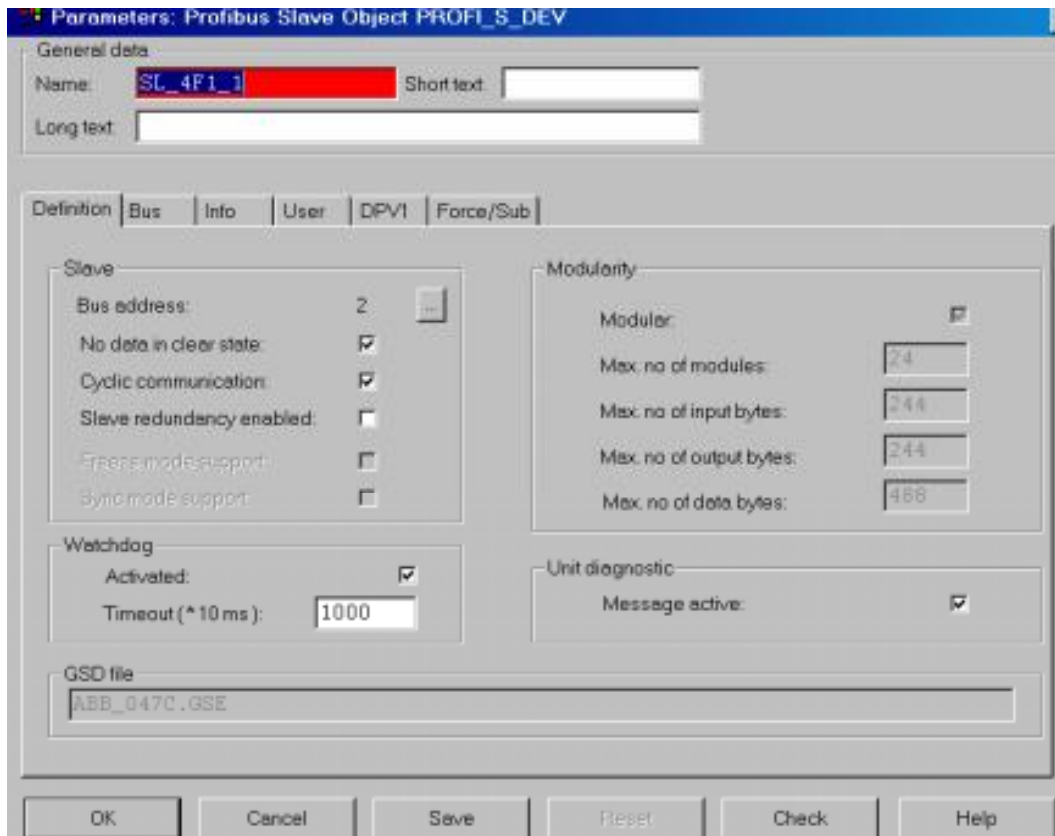 Parameters: Profibus Slave Object PROFI_S_DEV
General data
Name: SL_4F1_1 Short text:
Long text:
Definition Bus Info User DPV1 Force/Sub
Slave
Bus address: 2 ...
No data in clear state:
Cyclic communication:
Slave redundancy enabled:
Freeze mode support:
Sync mode support:
Modularity
Modular:
Max. no of modules: 24
Max. no of input bytes: 244
Max. no of output bytes: 244
Max. no of data bytes: 488
Watchdog
Activated:
Timeout (*10 ms): 1000
Unit diagnostic
Message active:
GSD file
ABB_047C.GSE
OK Cancel Save Reset Check Help